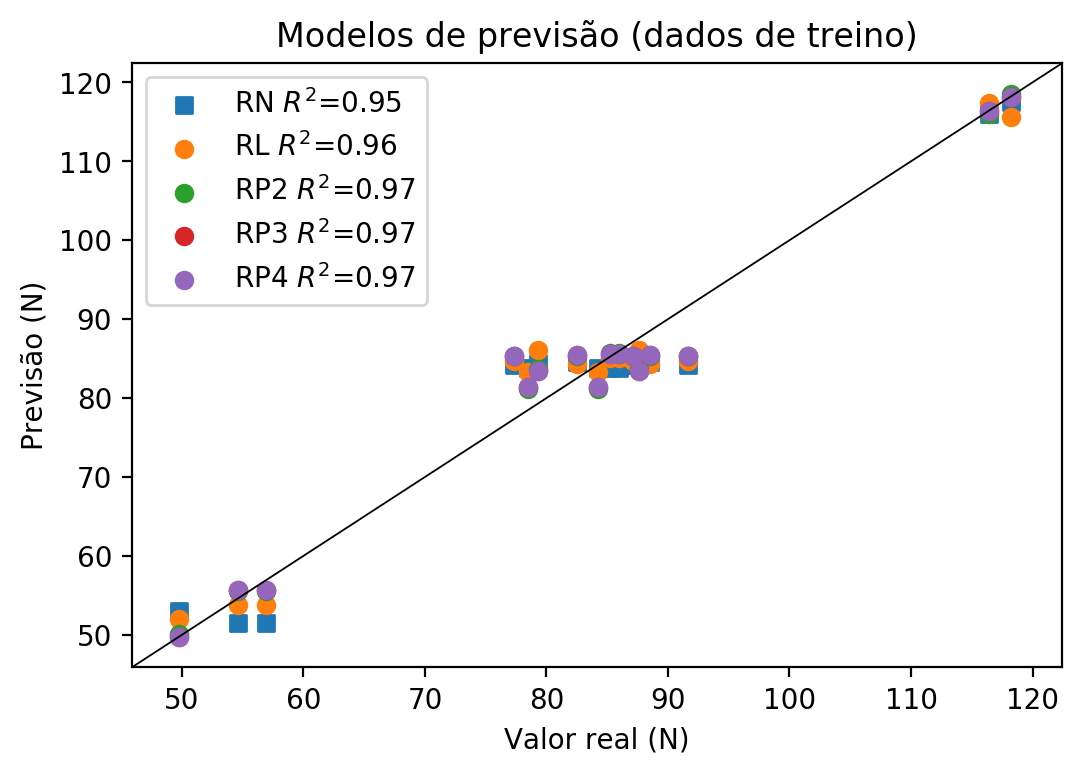 Modelos de previsão (dados de treino)
RN R²=0.95
RL R²=0.96
RP2 R²=0.97
RP3 R²=0.97
RP4 R²=0.97
120
110
100
90
80
70
60
50
Previsão (N)
50 60 70 80 90 100 110 120
Valor real (N)